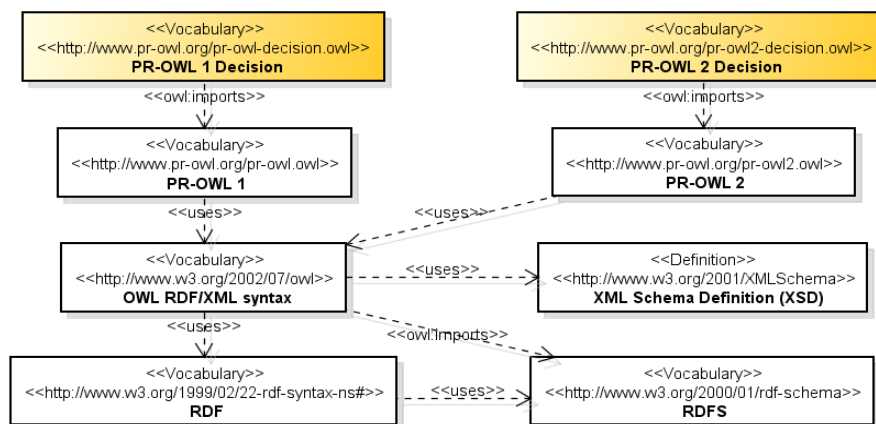 <<Vocabulary>>
<<http://www.pr-owl.org/pr-owl-decision.owl>>
PR-OWL 1 Decision
<<Vocabulary>>
<<http://www.pr-owl.org/pr-owl2-decision.owl>>
PR-OWL 2 Decision
<<owl:imports>>
<<owl:imports>>
<<Vocabulary>>
<<http://www.pr-owl.org/pr-owl.owl>>
PR-OWL 1
<<Vocabulary>>
<<http://www.pr-owl.org/pr-owl2.owl>>
PR-OWL 2
<<uses>>
<<uses>>
<<Vocabulary>>
<<http://www.w3.org/2002/07/owl>>
OWL RDF/XML syntax
<<uses>>
<<Definition>>
<<http://www.w3.org/2001/XMLSchema>>
XML Schema Definition (XSD)
<<uses>>
<<owl:Imports>>
<<Vocabulary>>
<<http://www.w3.org/1999/02/22-rdf-syntax-ns#>>
RDF
<<uses>>
<<Vocabulary>>
<<http://www.w3.org/2000/01/rdf-schema>>
RDFS